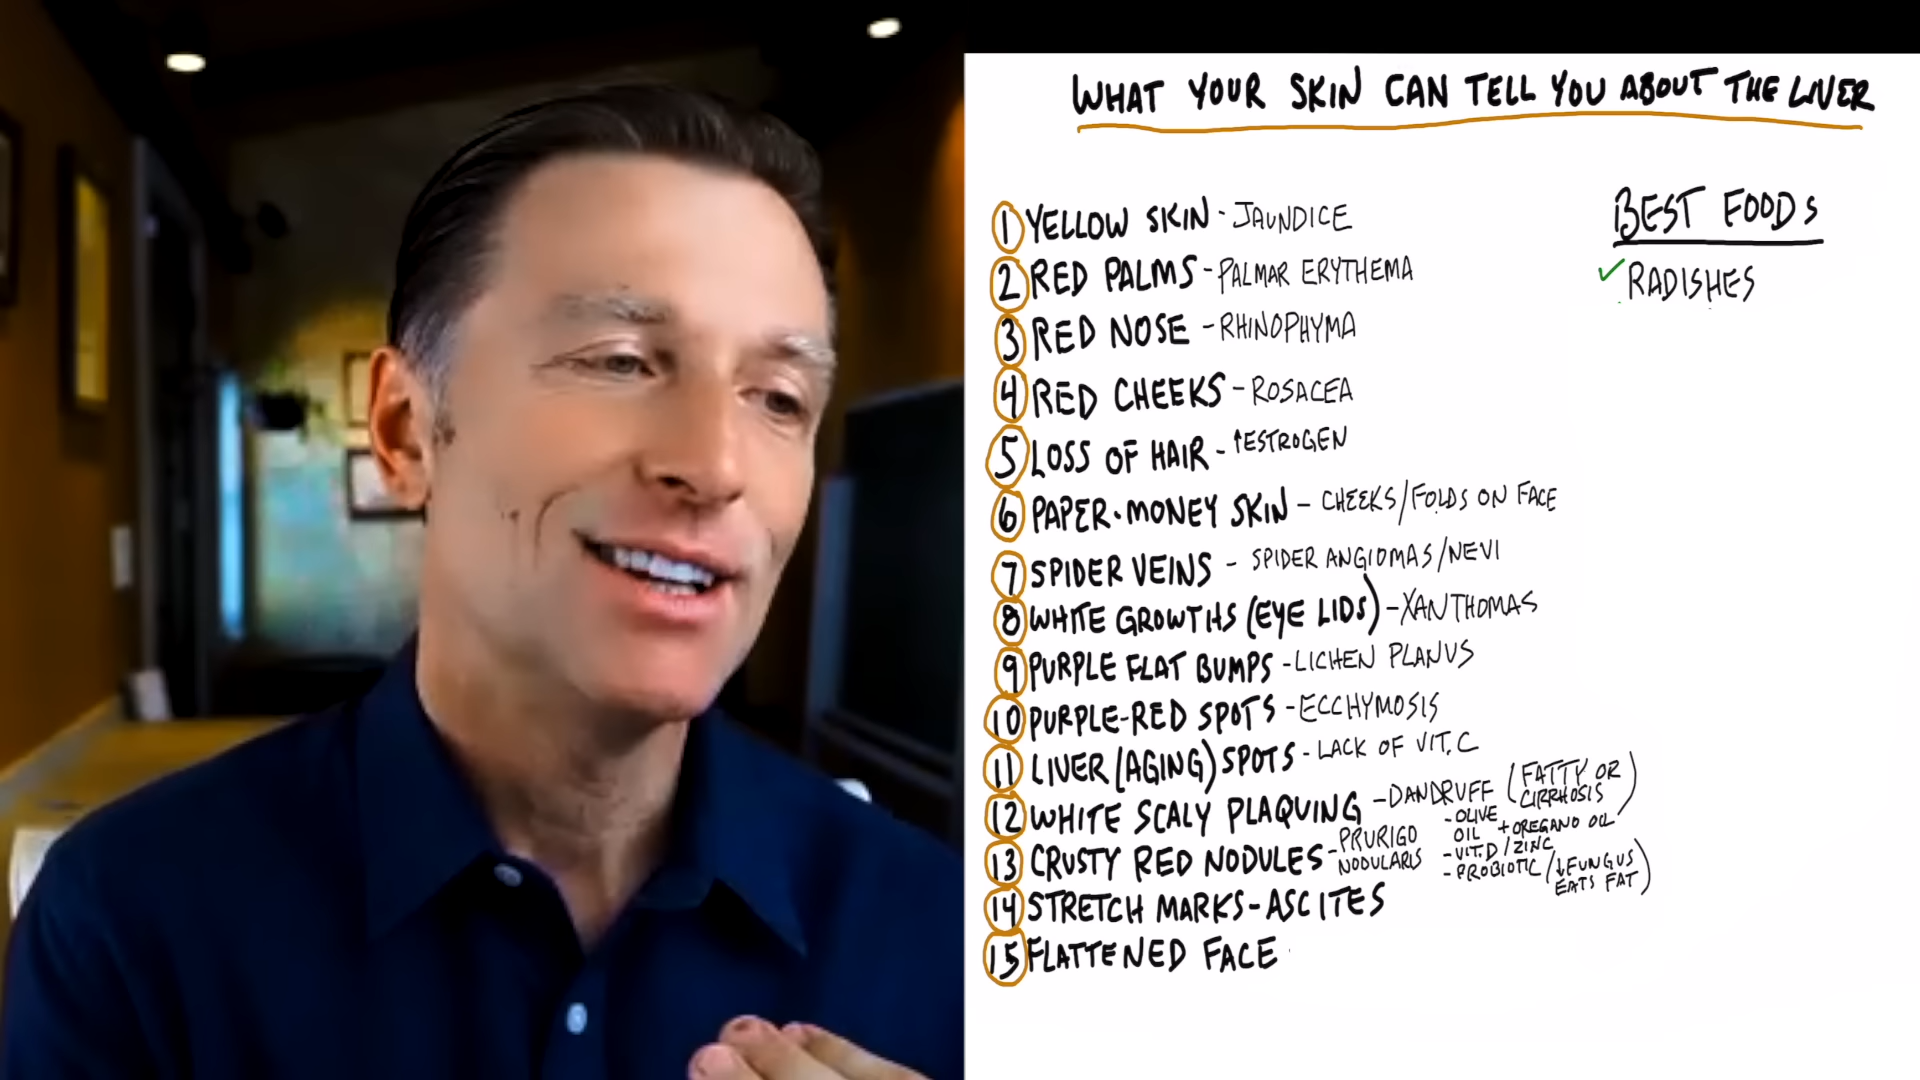 WHAT YOUR SKIN CAN TELL YOU ABOUT THE LIVER
1 YELLOW SKIN - JAUNDICE
2 RED PALMS - PALMAR ERYTHEMA
3 RED NOSE - RHINOPHYMA
4 RED CHEEKS - ROSACEA
5 LOSS OF HAIR - ↑ESTROGEN
6 PAPER-MONEY SKIN - CHEEKS/FOLDS ON FACE
7 SPIDER VEINS - SPIDER ANGIOMAS/NEVI
8 WHITE GROWTHS (EYE LIDS) - XANTHOMAS
9 PURPLE FLAT BUMPS - LICHEN PLANUS
10 PURPLE-RED SPOTS - ECCHYMOSIS
11 LIVER (AGING) SPOTS - LACK OF VIT. C
12 WHITE SCALY PLAQUING - DANDRUFF (FATTY OR
CIRRHOSIS)
- OLIVE
OIL + OREGANO OIL
- VIT.D/ZINC
- PROBIOTIC (↓FUNGUS
EATS FAT)
13 CRUSTY RED NODULES - PRURIGO
NODULARIS
14 STRETCH MARKS - ASCITES
15 FLATTENED FACE
BEST FOODS
✓ RADISHES